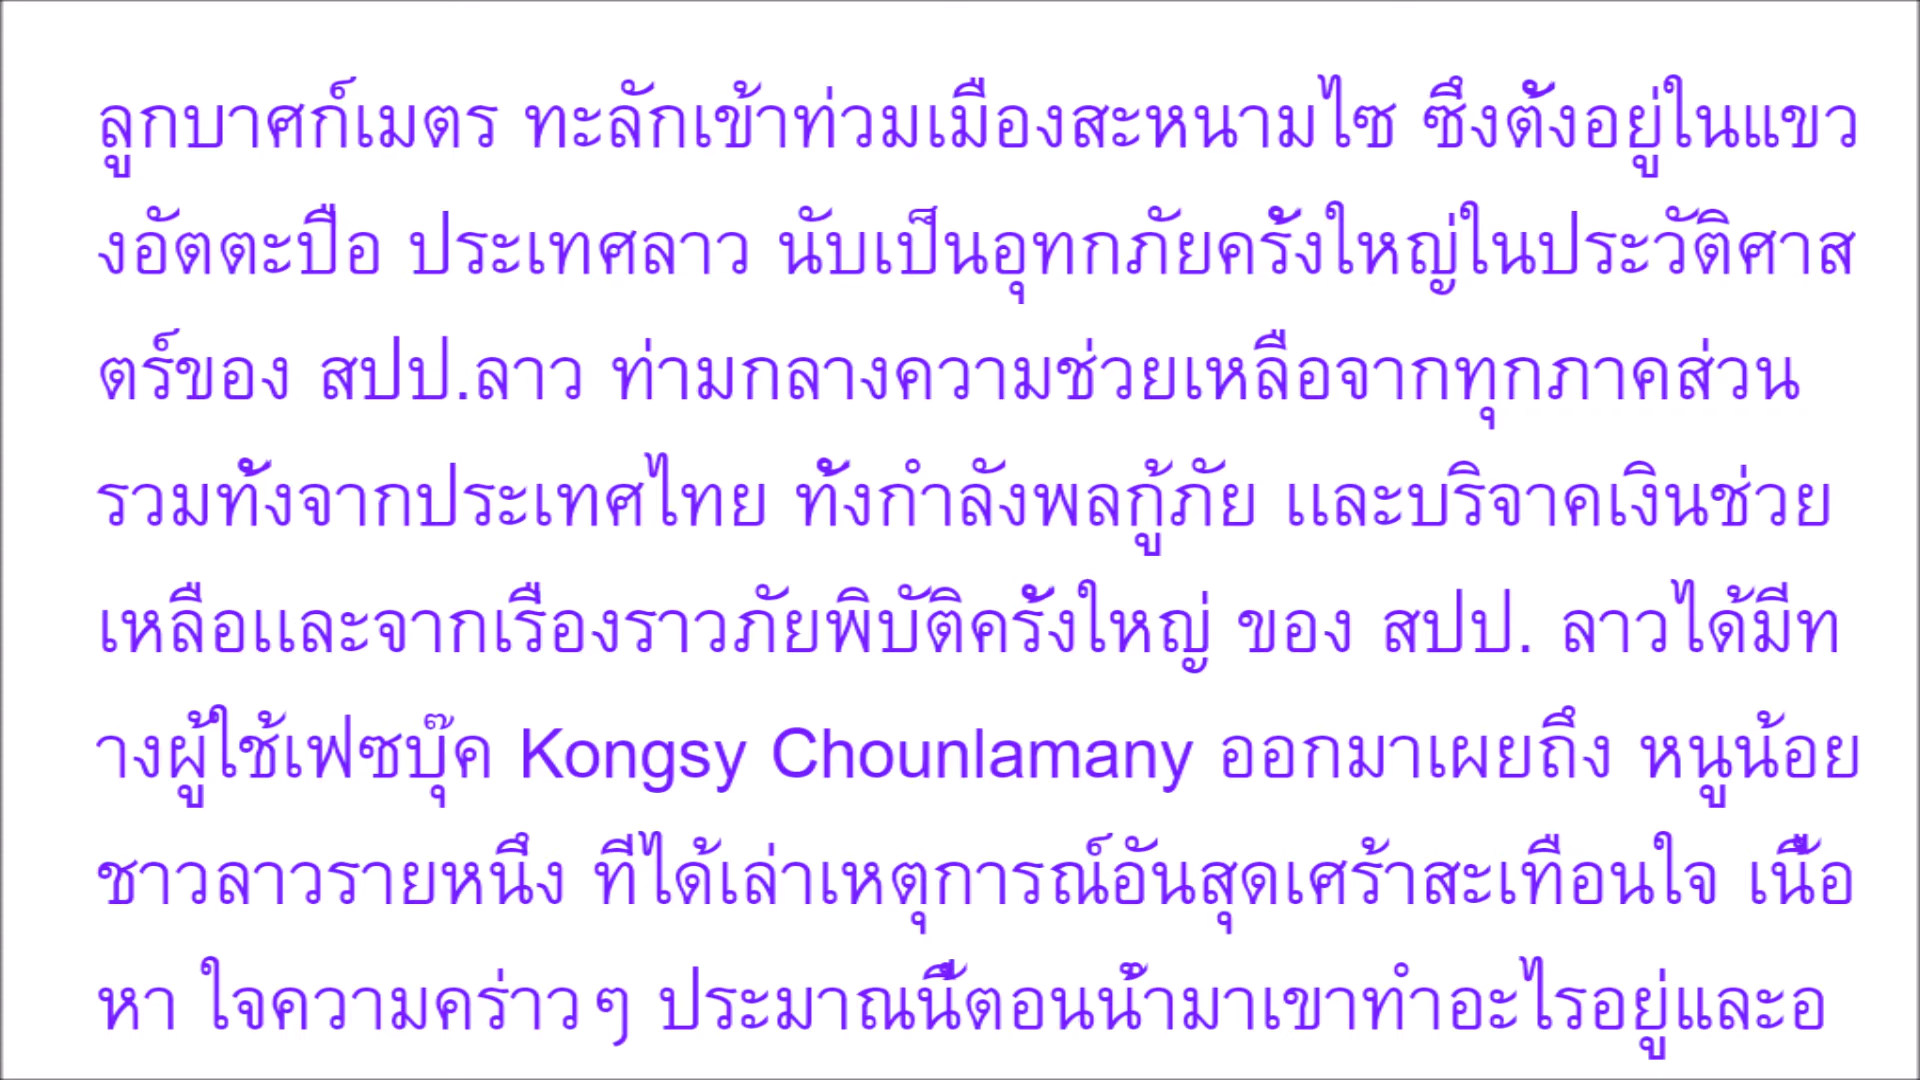 ลูกบาศก์เมตร ทะลักเข้าท่วมเมืองสะหนามไซ ซึ่งตั้งอยู่ในแขว
งอัตตะปือ ประเทศลาว นับเป็นอุทกภัยครั้งใหญ่ในประวัติศาส
ตร์ของ สปป.ลาว ท่ามกลางความช่วยเหลือจากทุกภาคส่วน
รวมทั้งจากประเทศไทย ทั้งกำลังพลกู้ภัย และบริจาคเงินช่วย
เหลือและจากเรื่องราวภัยพิบัติครั้งใหญ่ ของ สปป. ลาวได้มีท
างผู้ใช้เฟซบุ๊ค Kongsy Chounlamany ออกมาเผยถึง หนูน้อย
ชาวลาวรายหนึ่ง ที่ได้เล่าเหตุการณ์อันสุดเศร้าสะเทือนใจ เนื้อ
หา ใจความคร่าวๆ ประมาณนี้ตอนน้ำมาเขาทำอะไรอยู่และอ